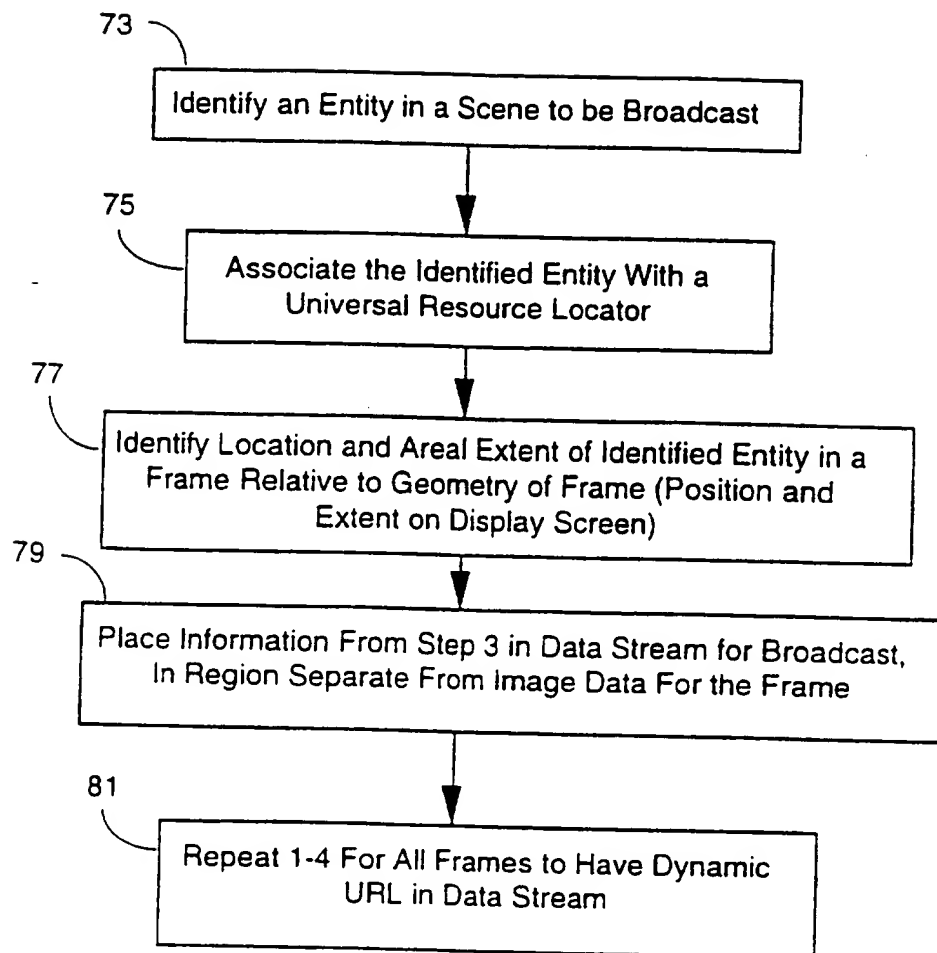 73
Identify an Entity in a Scene to be Broadcast
75
Associate the Identified Entity With a
Universal Resource Locator
77
Identify Location and Areal Extent of Identified Entity in a
Frame Relative to Geometry of Frame (Position and
Extent on Display Screen)
79
Place Information From Step 3 in Data Stream for Broadcast,
In Region Separate From Image Data For the Frame
81
Repeat 1-4 For All Frames to Have Dynamic
URL in Data Stream